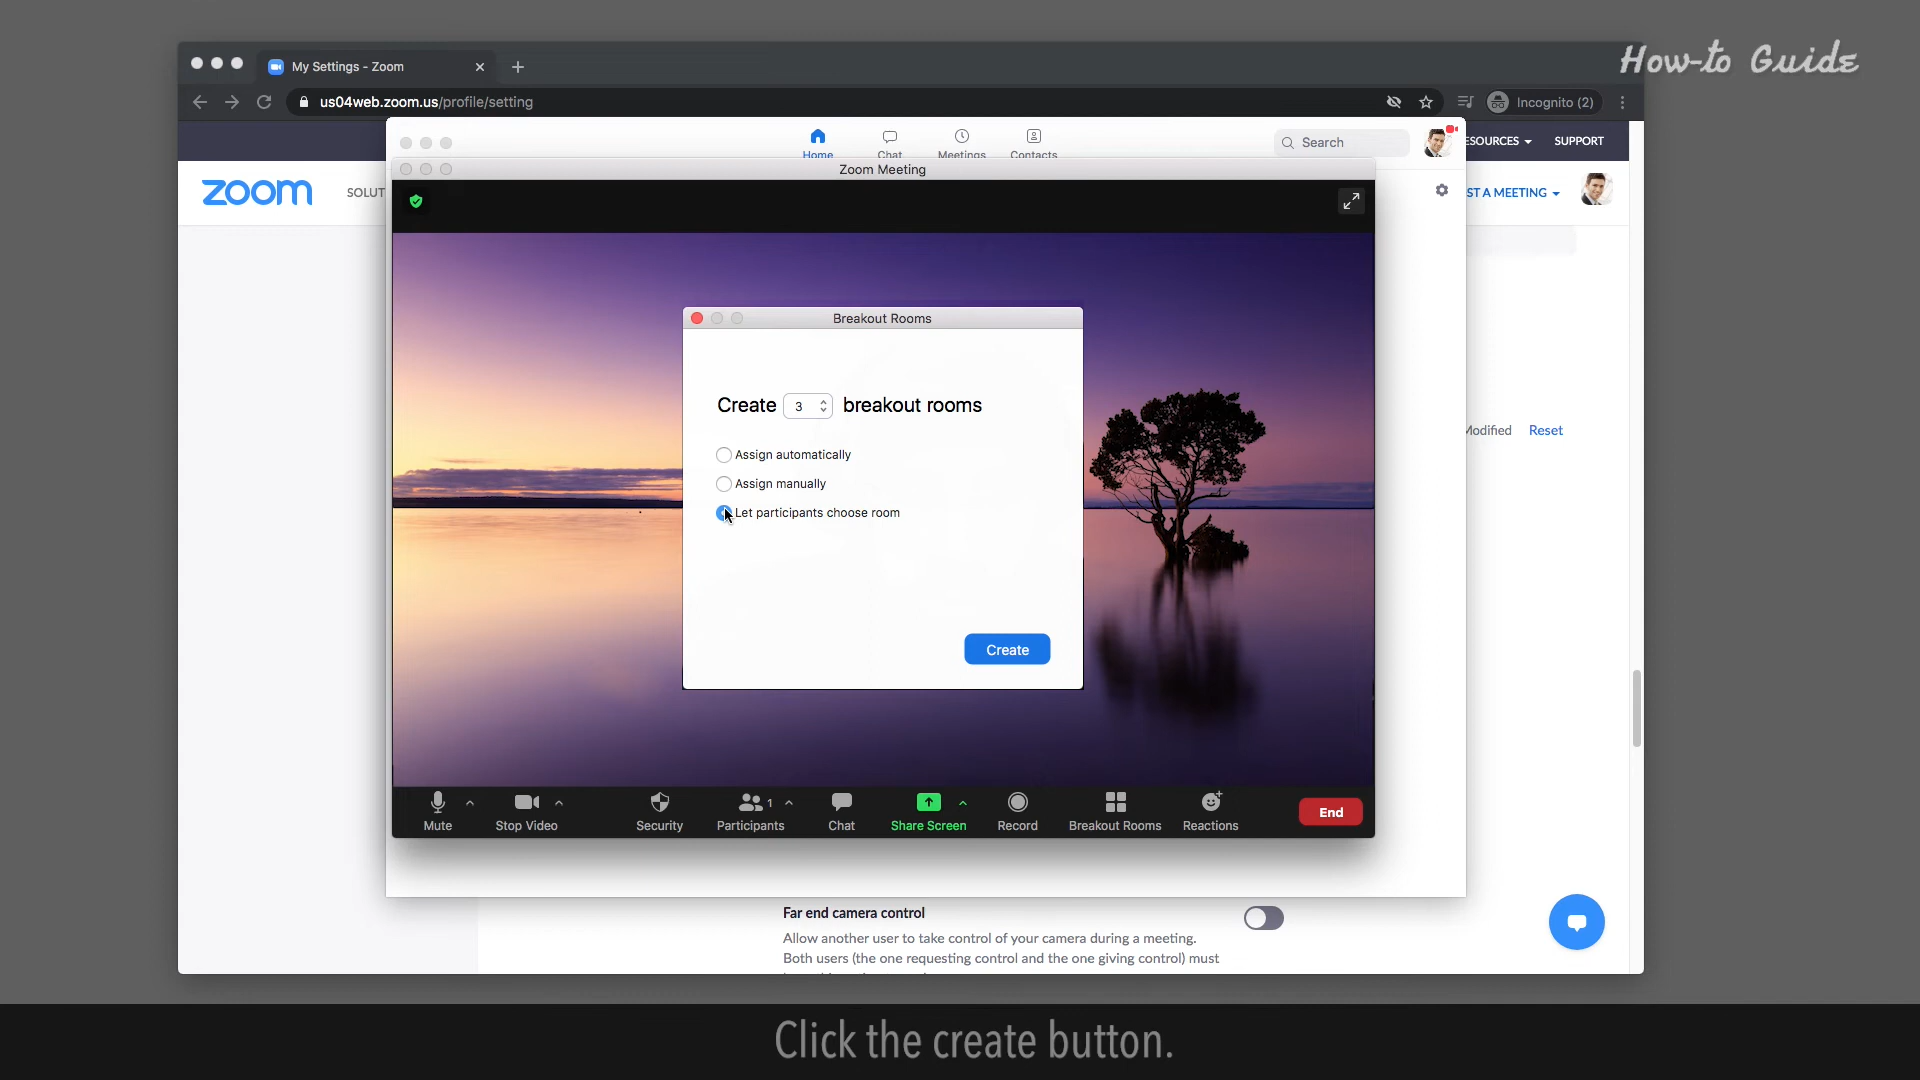 How-to Guide
My Settings - Zoom
us04web.zoom.us/profile/setting
Incognito (2)
Home
Chat
Meetings
Contacts
Search
ESOURCES
SUPPORT
zoom
SOLUT
ST A MEETING
Zoom Meeting
Breakout Rooms
Create 3 breakout rooms
Assign automatically
Assign manually
Let participants choose room
Create
Modified
Reset
Mute
Stop Video
Security
Participants
1
Chat
Share Screen
Record
Breakout Rooms
Reactions
End
Far end camera control
Allow another user to take control of your camera during a meeting.
Both users (the one requesting control and the one giving control) must
Click the create button.